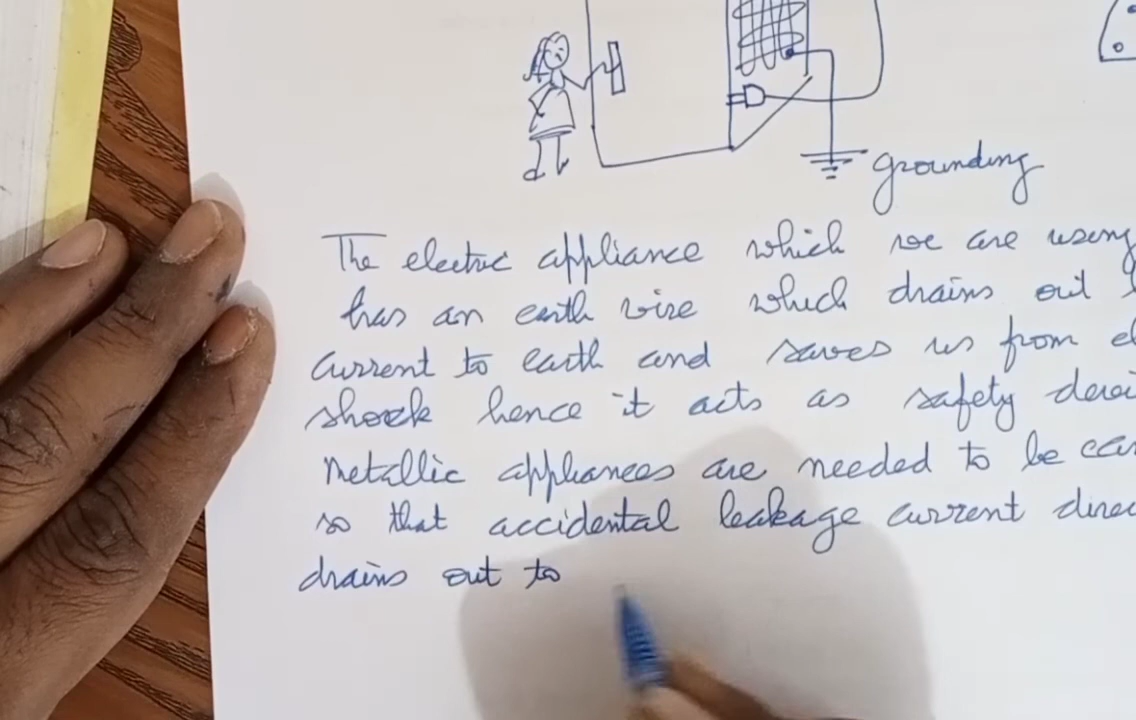 grounding
The electric appliance which we are using
has an earth wire which drains out
current to earth and saves us from
shock hence it acts as safety
Metallic appliances are needed to be
so that accidental leakage current
drains out to